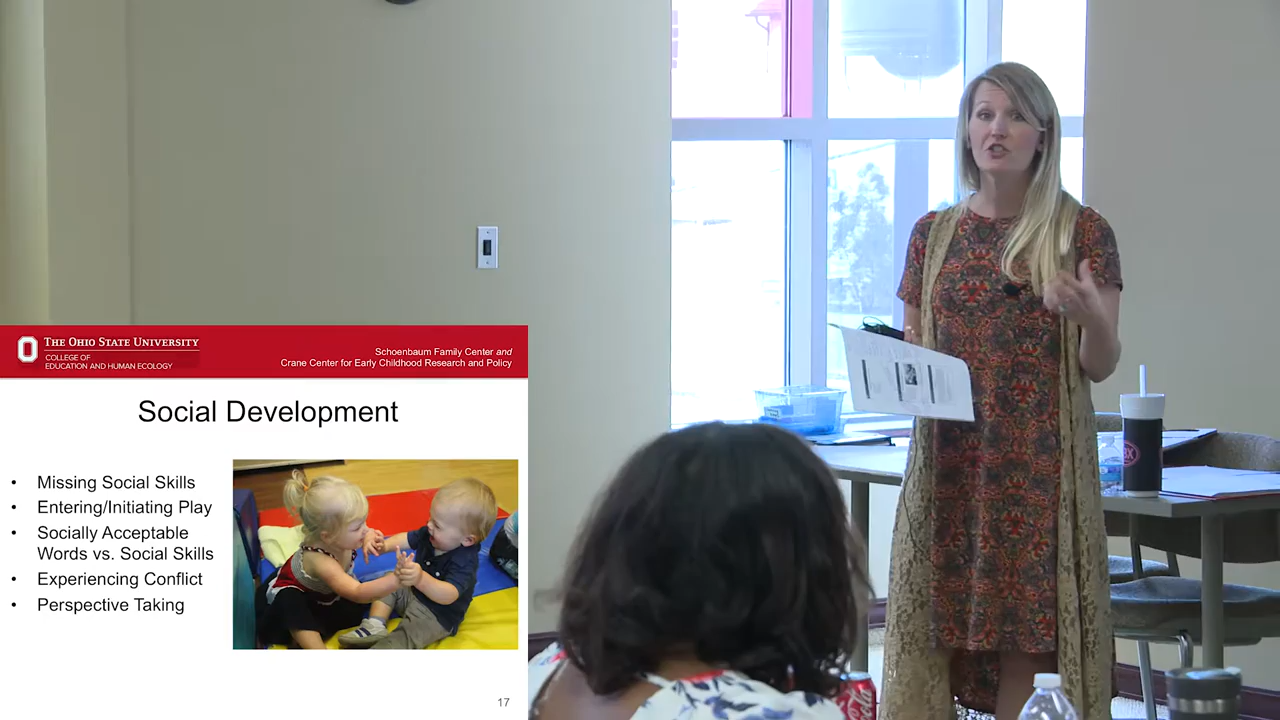 THE OHIO STATE UNIVERSITY
COLLEGE OF
EDUCATION AND HUMAN ECOLOGY
Schoenbaum Family Center and
Crane Center for Early Childhood Research and Policy
Social Development
• Missing Social Skills
• Entering/Initiating Play
• Socially Acceptable
Words vs. Social Skills
• Experiencing Conflict
• Perspective Taking
17